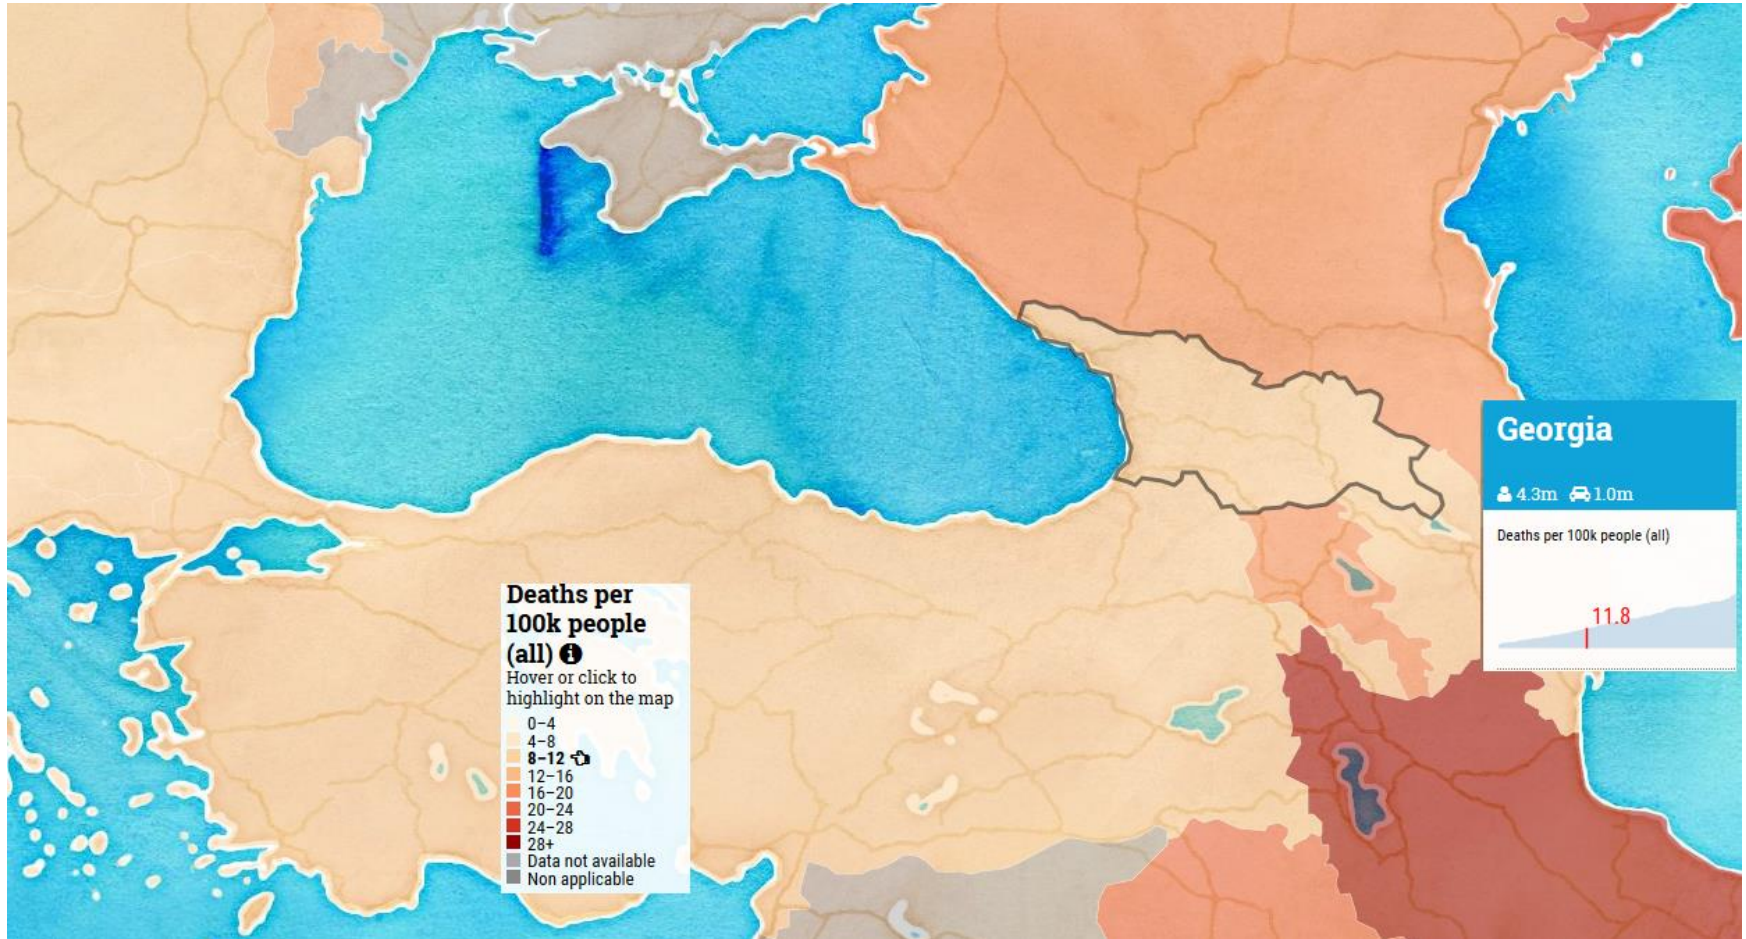 Georgia
4.3m 1.0m
Deaths per 100k people (all)
11.8
Deaths per
100k people
(all)
Hover or click to
highlight on the map
0–4
4–8
8–12
12–16
16–20
20–24
24–28
28+
Data not available
Non applicable